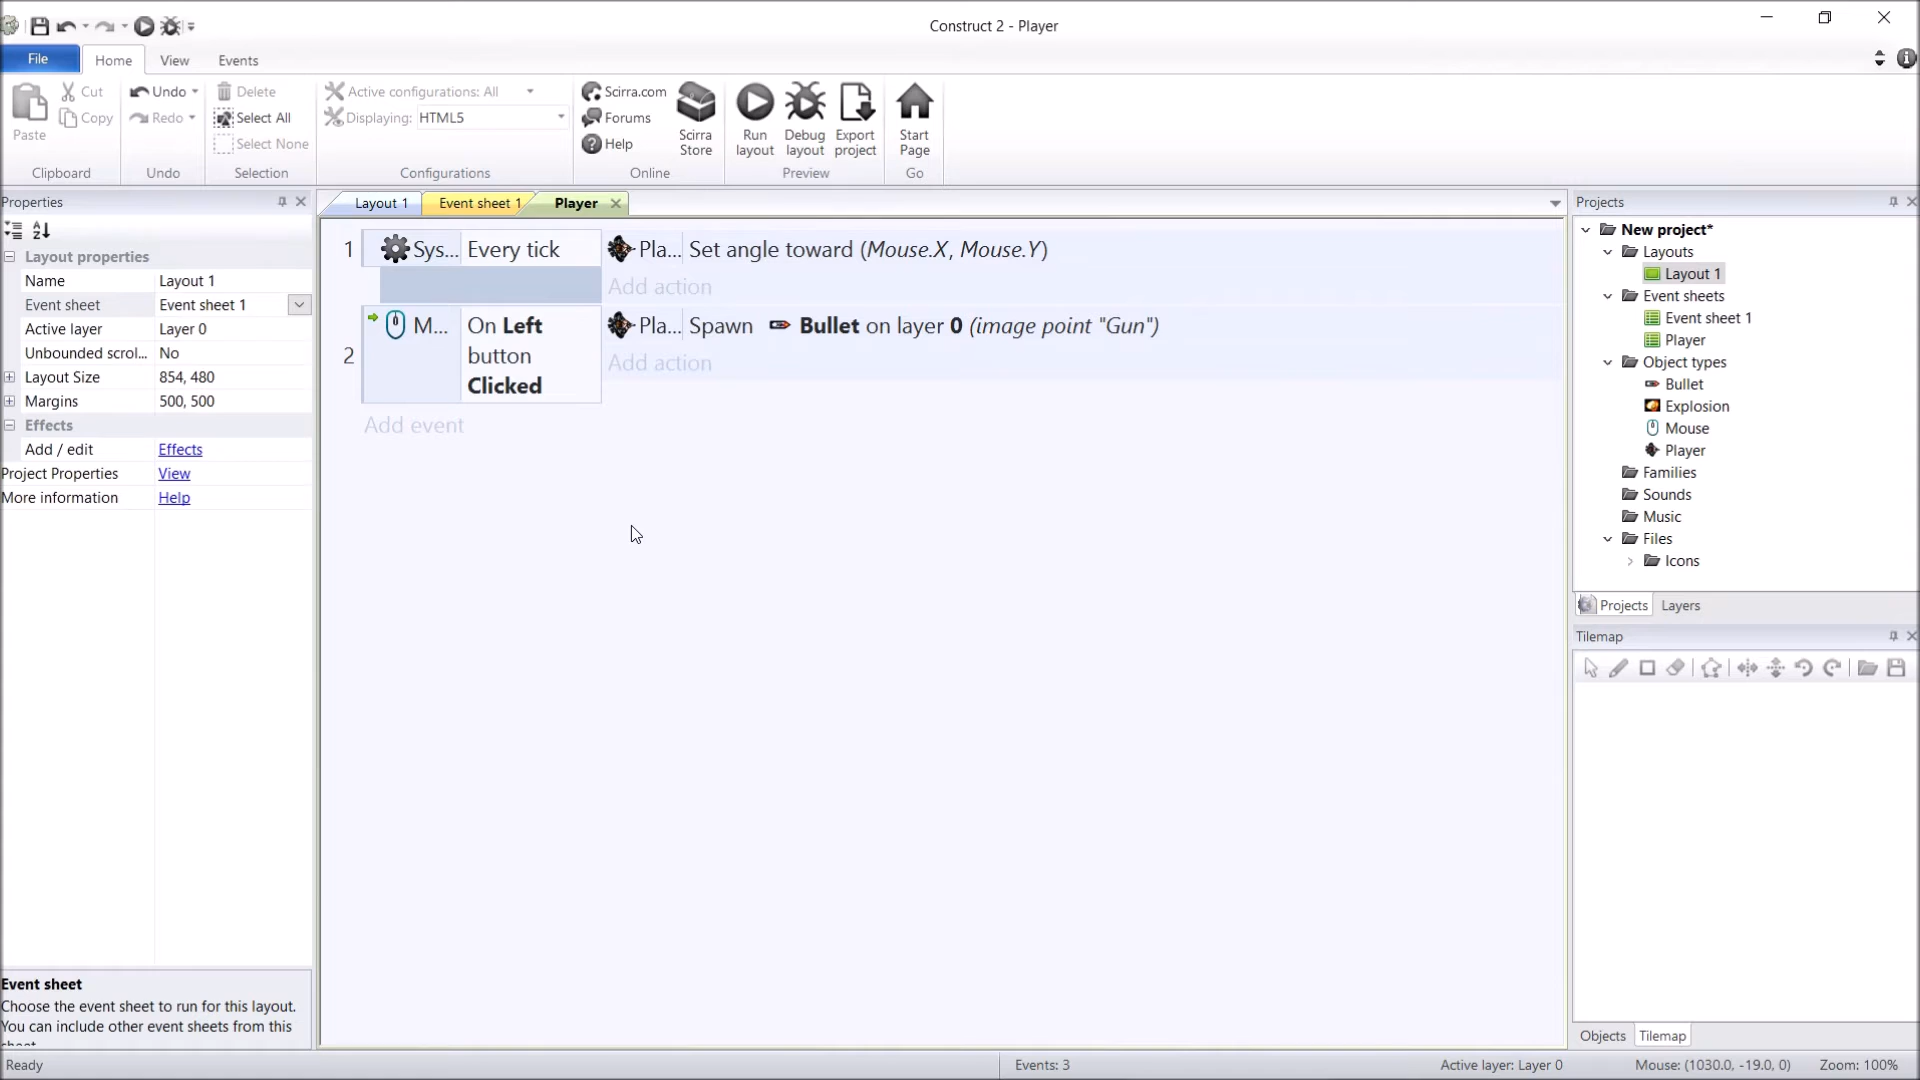 Construct 2 - Player
File Home View Events
Paste
Cut
Copy
Clipboard
Undo
Redo
Undo
Delete
Select All
Select None
Selection
Active configurations: All
Displaying: HTML5
Configurations
Scirra.com
Forums
Help
Online
Scirra
Store
Run
layout
Debug
layout
Export
project
Preview
Start
Page
Go
Properties
Layout properties
Name Layout 1
Event sheet Event sheet 1
Active layer Layer 0
Unbounded scrol... No
Layout Size 854, 480
Margins 500, 500
Effects
Add / edit Effects
Project Properties View
More information Help
Event sheet
Choose the event sheet to run for this layout.
You can include other event sheets from this
Layout 1 Event sheet 1 Player
1 Sys... Every tick Pla... Set angle toward (Mouse.X, Mouse.Y)
Add action
2 M... On Left
button
Clicked
Pla... Spawn Bullet on layer 0 (image point "Gun")
Add action
Add event
Projects
New project*
Layouts
Layout 1
Event sheets
Event sheet 1
Player
Object types
Bullet
Explosion
Mouse
Player
Families
Sounds
Music
Files
Icons
Projects Layers
Tilemap
Objects Tilemap
Ready Events: 3 Active layer: Layer 0 Mouse: (1030.0, -19.0, 0) Zoom: 100%